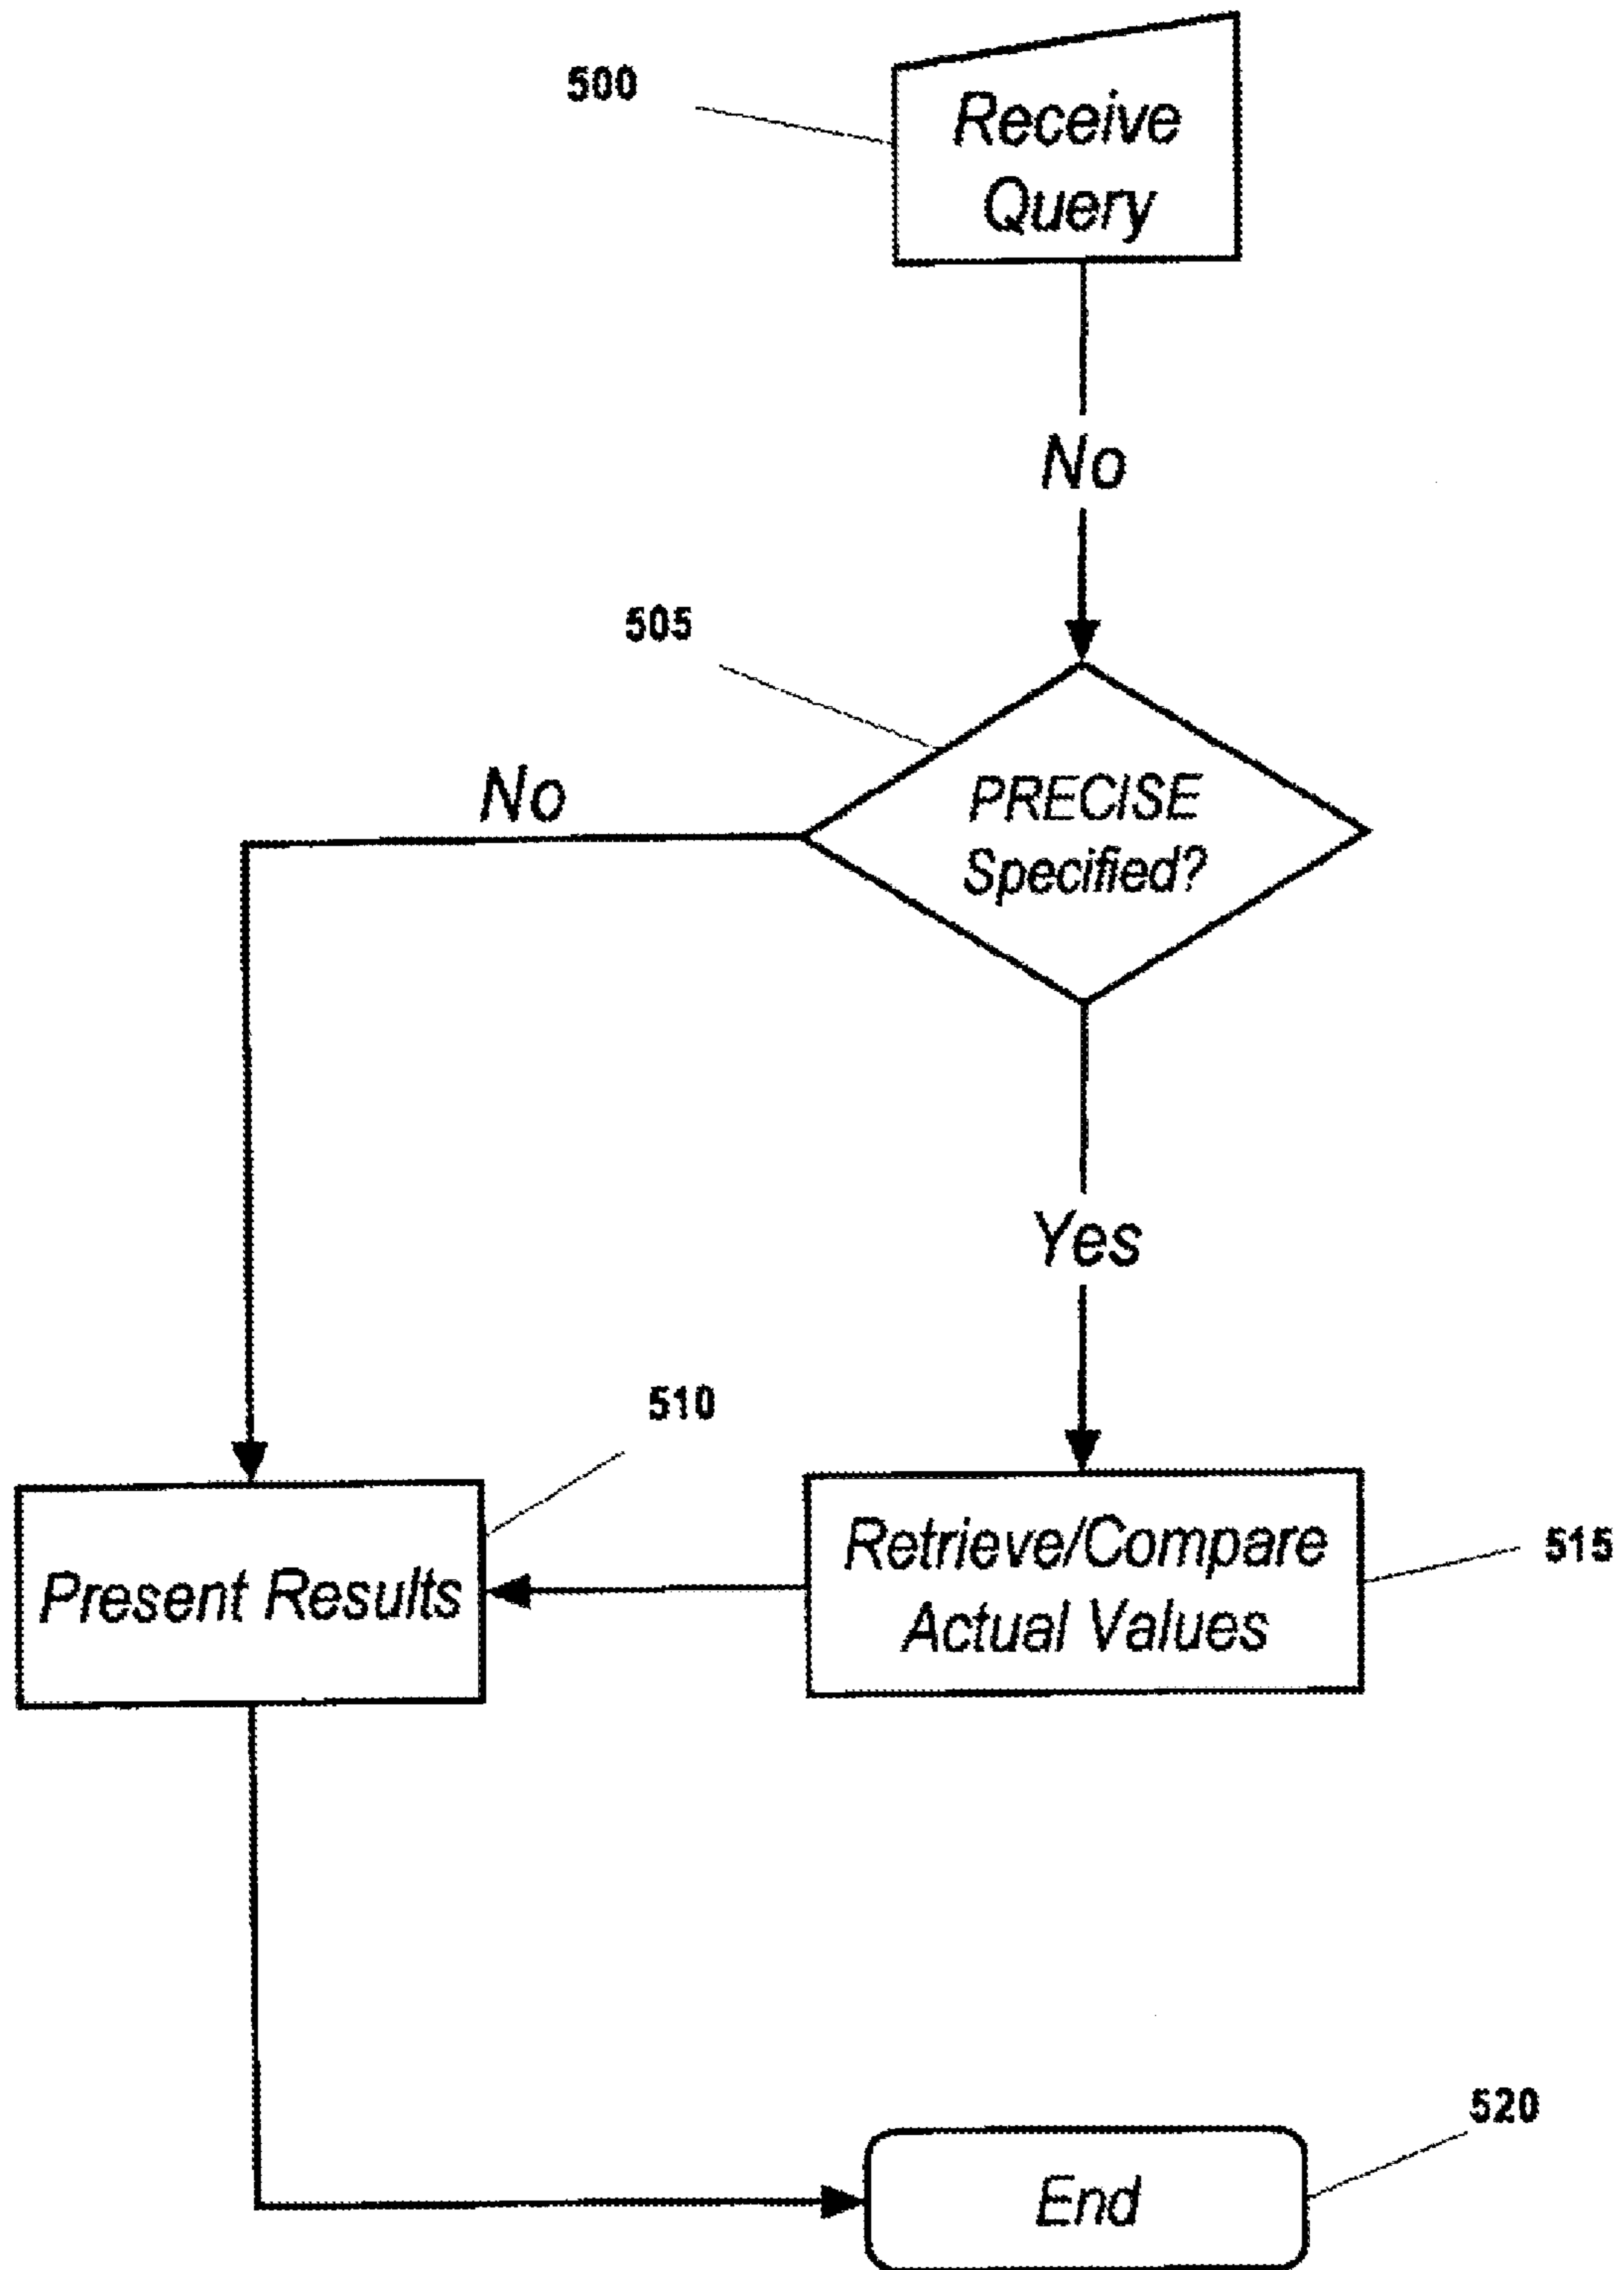 500
Receive
Query
No
505
No
PRECISE
Specified?
Yes
510
Present Results
Retrieve/Compare
Actual Values
515
520
End